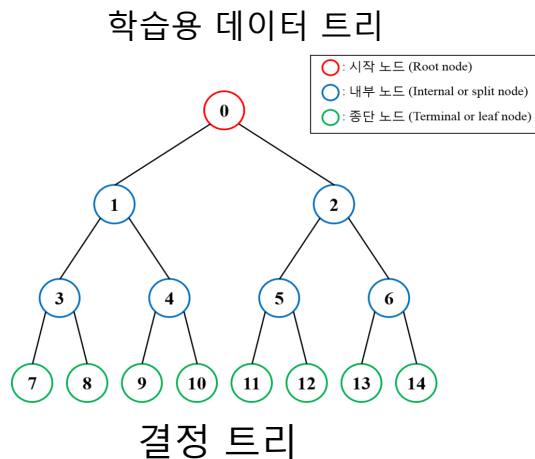 학습용 데이터 트리
: 시작 노드 (Root node)
: 내부 노드 (Internal or split node)
: 종단 노드 (Terminal or leaf node)
0
1 2
3 4 5 6
7 8 9 10 11 12 13 14
결정 트리